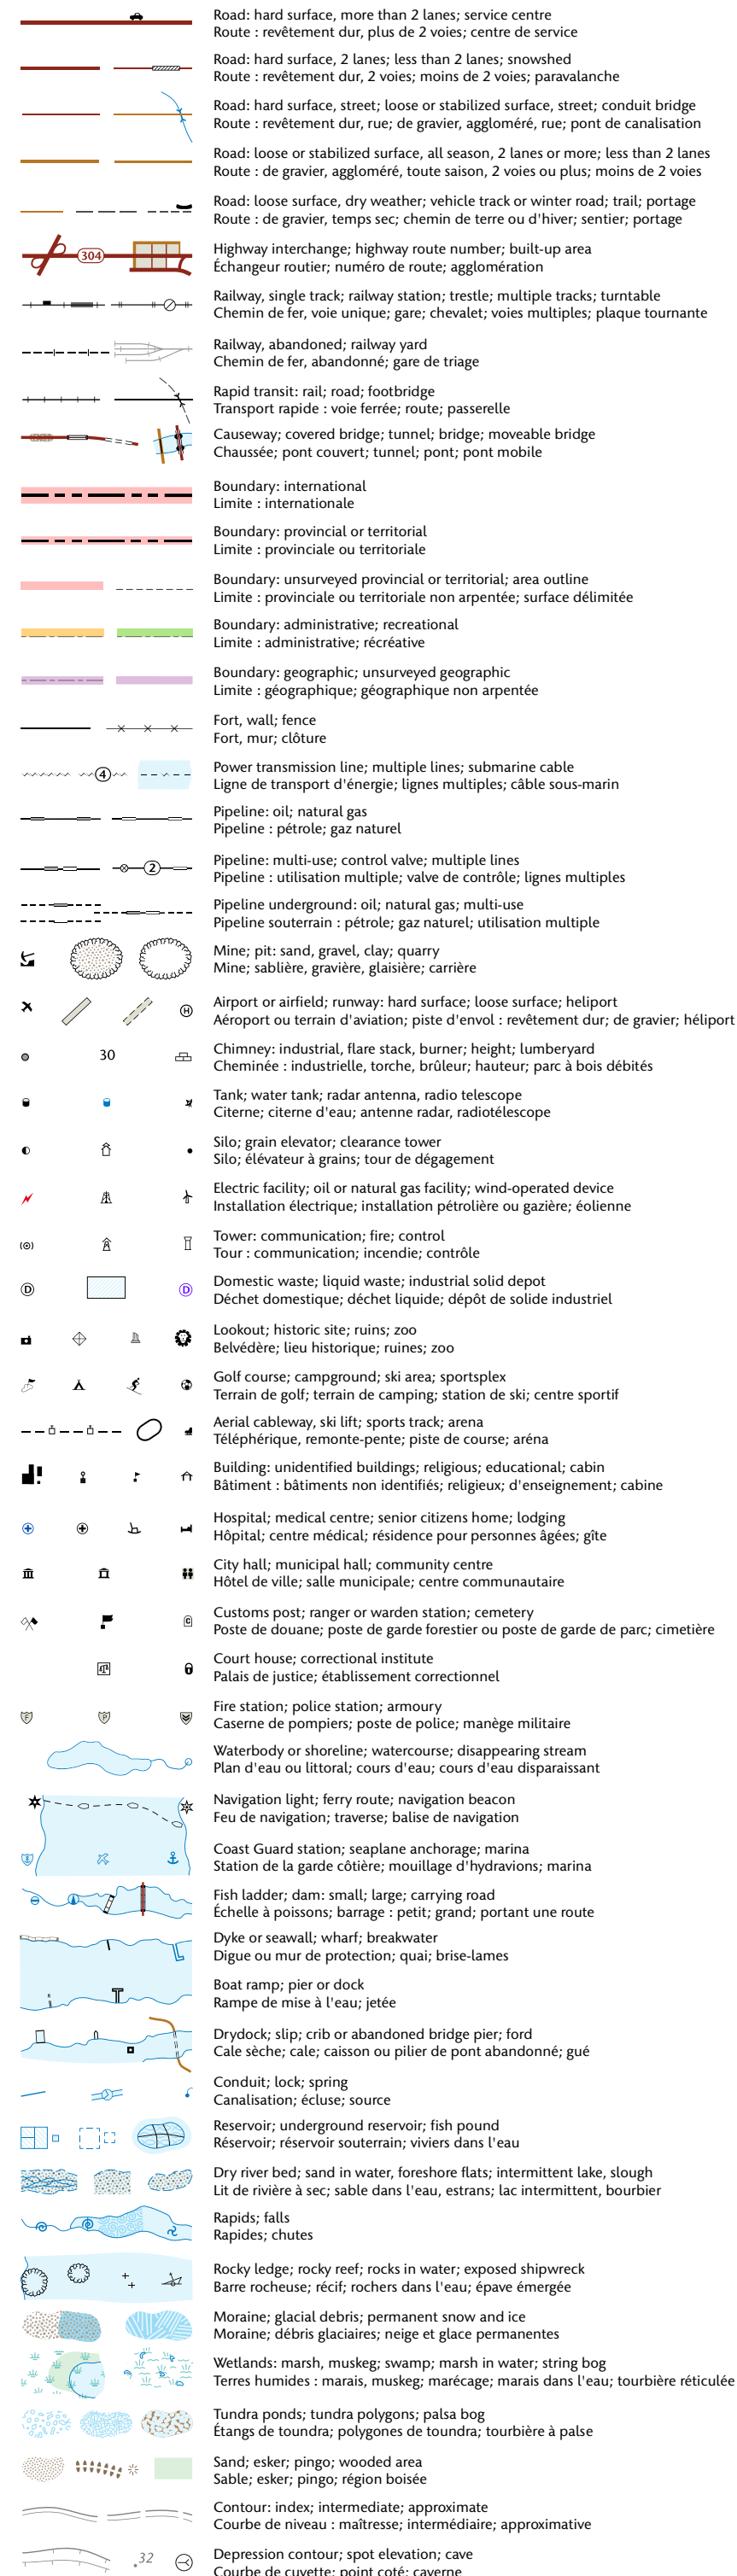 Road: hard surface, more than 2 lanes; service centre
Route : revêtement dur, plus de 2 voies; centre de service
Road: hard surface, 2 lanes; less than 2 lanes; snowshed
Route : revêtement dur, 2 voies; moins de 2 voies; paravalanche
Road: hard surface, street; loose or stabilized surface, street; conduit bridge
Route : revêtement dur, rue; de gravier, aggloméré, rue; pont de canalisation
Road: loose or stabilized surface, all season, 2 lanes or more; less than 2 lanes
Route : de gravier, aggloméré, toute saison, 2 voies ou plus; moins de 2 voies
Road: loose surface, dry weather; vehicle track or winter road; trail; portage
Route : de gravier, temps sec; chemin de terre ou d'hiver; sentier; portage
304
Highway interchange; highway route number; built-up area
Échangeur routier; numéro de route; agglomération
Railway, single track; railway station; trestle; multiple tracks; turntable
Chemin de fer, voie unique; gare; chevalet; voies multiples; plaque tournante
Railway, abandoned; railway yard
Chemin de fer, abandonné; gare de triage
Rapid transit: rail; road; footbridge
Transport rapide : voie ferrée; route; passerelle
Causeway; covered bridge; tunnel; bridge; moveable bridge
Chaussée; pont couvert; tunnel; pont; pont mobile
Boundary: international
Limite : internationale
Boundary: provincial or territorial
Limite : provinciale ou territoriale
Boundary: unsurveyed provincial or territorial; area outline
Limite : provinciale ou territoriale non arpentée; surface délimitée
Boundary: administrative; recreational
Limite : administrative; récréative
Boundary: geographic; unsurveyed geographic
Limite : géographique; géographique non arpentée
Fort, wall; fence
Fort, mur; clôture
4
Power transmission line; multiple lines; submarine cable
Ligne de transport d'énergie; lignes multiples; câble sous-marin
Pipeline: oil; natural gas
Pipeline : pétrole; gaz naturel
2
Pipeline: multi-use; control valve; multiple lines
Pipeline : utilisation multiple; valve de contrôle; lignes multiples
Pipeline underground: oil; natural gas; multi-use
Pipeline souterrain : pétrole; gaz naturel; utilisation multiple
Mine; pit: sand, gravel, clay; quarry
Mine; sablière, gravière, glaisière; carrière
H
Airport or airfield; runway: hard surface; loose surface; heliport
Aéroport ou terrain d'aviation; piste d'envol : revêtement dur; de gravier; héliport
30
Chimney: industrial, flare stack, burner; height; lumberyard
Cheminée : industrielle, torche, brûleur; hauteur; parc à bois débités
Tank; water tank; radar antenna, radio telescope
Citerne; citerne d'eau; antenne radar, radiotélescope
Silo; grain elevator; clearance tower
Silo; élévateur à grains; tour de dégagement
Electric facility; oil or natural gas facility; wind-operated device
Installation électrique; installation pétrolière ou gazière; éolienne
Tower: communication; fire; control
Tour : communication; incendie; contrôle
D D
Domestic waste; liquid waste; industrial solid depot
Déchet domestique; déchet liquide; dépôt de solide industriel
Lookout; historic site; ruins; zoo
Belvédère; lieu historique; ruines; zoo
Golf course; campground; ski area; sportsplex
Terrain de golf; terrain de camping; station de ski; centre sportif
Aerial cableway, ski lift; sports track; arena
Téléphérique, remonte-pente; piste de course; aréna
Building: unidentified buildings; religious; educational; cabin
Bâtiment : bâtiments non identifiés; religieux; d'enseignement; cabine
Hospital; medical centre; senior citizens home; lodging
Hôpital; centre médical; résidence pour personnes âgées; gîte
City hall; municipal hall; community centre
Hôtel de ville; salle municipale; centre communautaire
C
Customs post; ranger or warden station; cemetery
Poste de douane; poste de garde forestier ou poste de garde de parc; cimetière
Court house; correctional institute
Palais de justice; établissement correctionnel
F P
Fire station; police station; armoury
Caserne de pompiers; poste de police; manège militaire
Waterbody or shoreline; watercourse; disappearing stream
Plan d'eau ou littoral; cours d'eau; cours d'eau disparaissant
Navigation light; ferry route; navigation beacon
Feu de navigation; traverse; balise de navigation
Coast Guard station; seaplane anchorage; marina
Station de la garde côtière; mouillage d'hydravions; marina
Fish ladder; dam: small; large; carrying road
Échelle à poissons; barrage : petit; grand; portant une route
Dyke or seawall; wharf; breakwater
Digue ou mur de protection; quai; brise-lames
Boat ramp; pier or dock
Rampe de mise à l'eau; jetée
Drydock; slip; crib or abandoned bridge pier; ford
Cale sèche; cale; caisson ou pilier de pont abandonné; gué
Conduit; lock; spring
Canalisation; écluse; source
Reservoir; underground reservoir; fish pound
Réservoir; réservoir souterrain; viviers dans l'eau
Dry river bed; sand in water, foreshore flats; intermittent lake, slough
Lit de rivière à sec; sable dans l'eau, estrans; lac intermittent, bourbier
Rapids; falls
Rapides; chutes
Rocky ledge; rocky reef; rocks in water; exposed shipwreck
Barre rocheuse; récif; rochers dans l'eau; épave émergée
Moraine; glacial debris; permanent snow and ice
Moraine; débris glaciaires; neige et glace permanentes
Wetlands: marsh, muskeg; swamp; marsh in water; string bog
Terres humides : marais, muskeg; marécage; marais dans l'eau; tourbière réticulée
Tundra ponds; tundra polygons; palsa bog
Étangs de toundra; polygones de toundra; tourbière à palse
Sand; esker; pingo; wooded area
Sable; esker; pingo; région boisée
Contour: index; intermediate; approximate
Courbe de niveau : maîtresse; intermédiaire; approximative
.32
Depression contour; spot elevation; cave
Courbe de cuvette; point coté; caverne